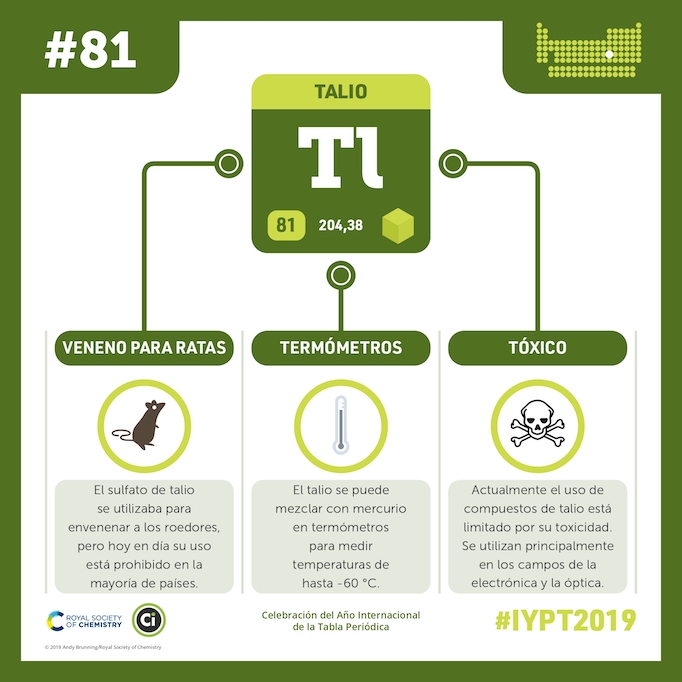 #81
TALIO
Tl
81
204,38
VENENO PARA RATAS
El sulfato de talio
se utilizaba para
envenenar a los roedores,
pero hoy en día su uso
está prohibido en la
mayoría de países.
TERMÓMETROS
El talio se puede
mezclar con mercurio
en termómetros
para medir
temperaturas de
hasta -60 °C.
TÓXICO
Actualmente el uso de
compuestos de talio está
limitado por su toxicidad.
Se utilizan principalmente
en los campos de la
electrónica y la óptica.
ROYAL SOCIETY
OF CHEMISTRY
Ci
Celebración del Año Internacional
de la Tabla Periódica
#IYPT2019
© 2019 Andy Brunning/Royal Society of Chemistry